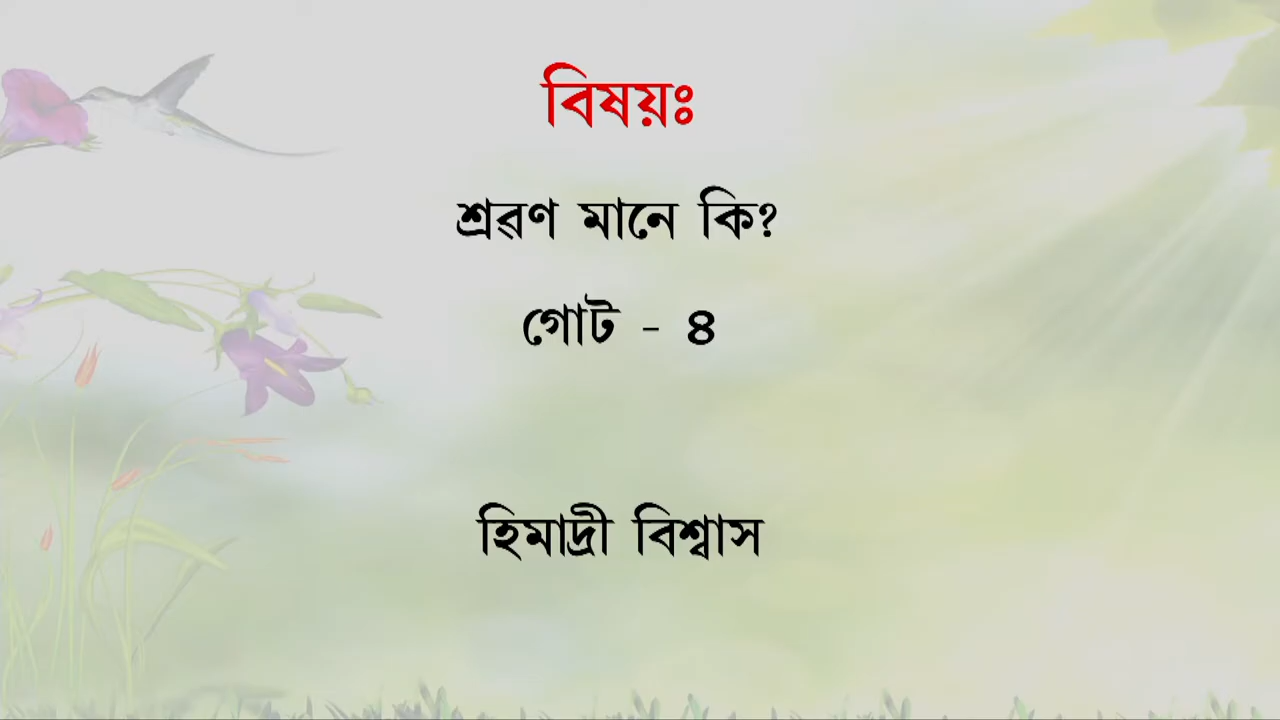 বিষয়ঃ
শ্ৰৱণ মানে কি?
গোট - ৪
হিমাদ্ৰী বিশ্বাস